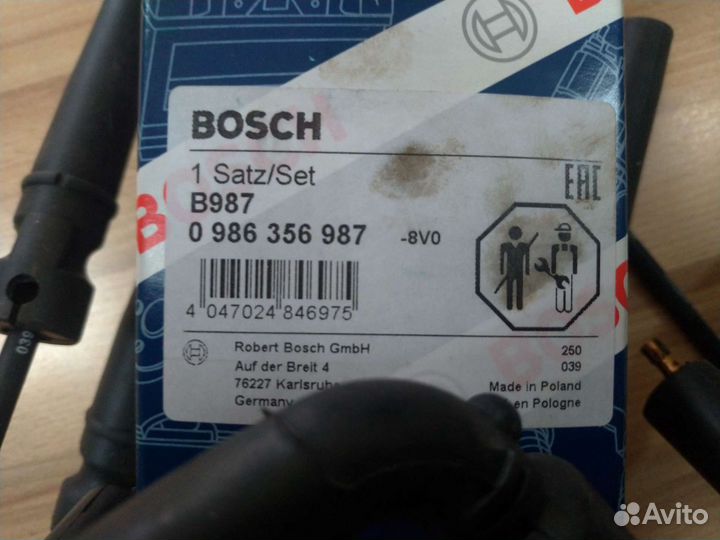 BOSCH
1 Satz/Set
B987
0 986 356 987 -8V0
EAC
4 047024 846975
Robert Bosch GmbH 250
Auf der Breit 4 039
76227 Karlsruhe Made in Poland
Germany en Pologne
039
Avito